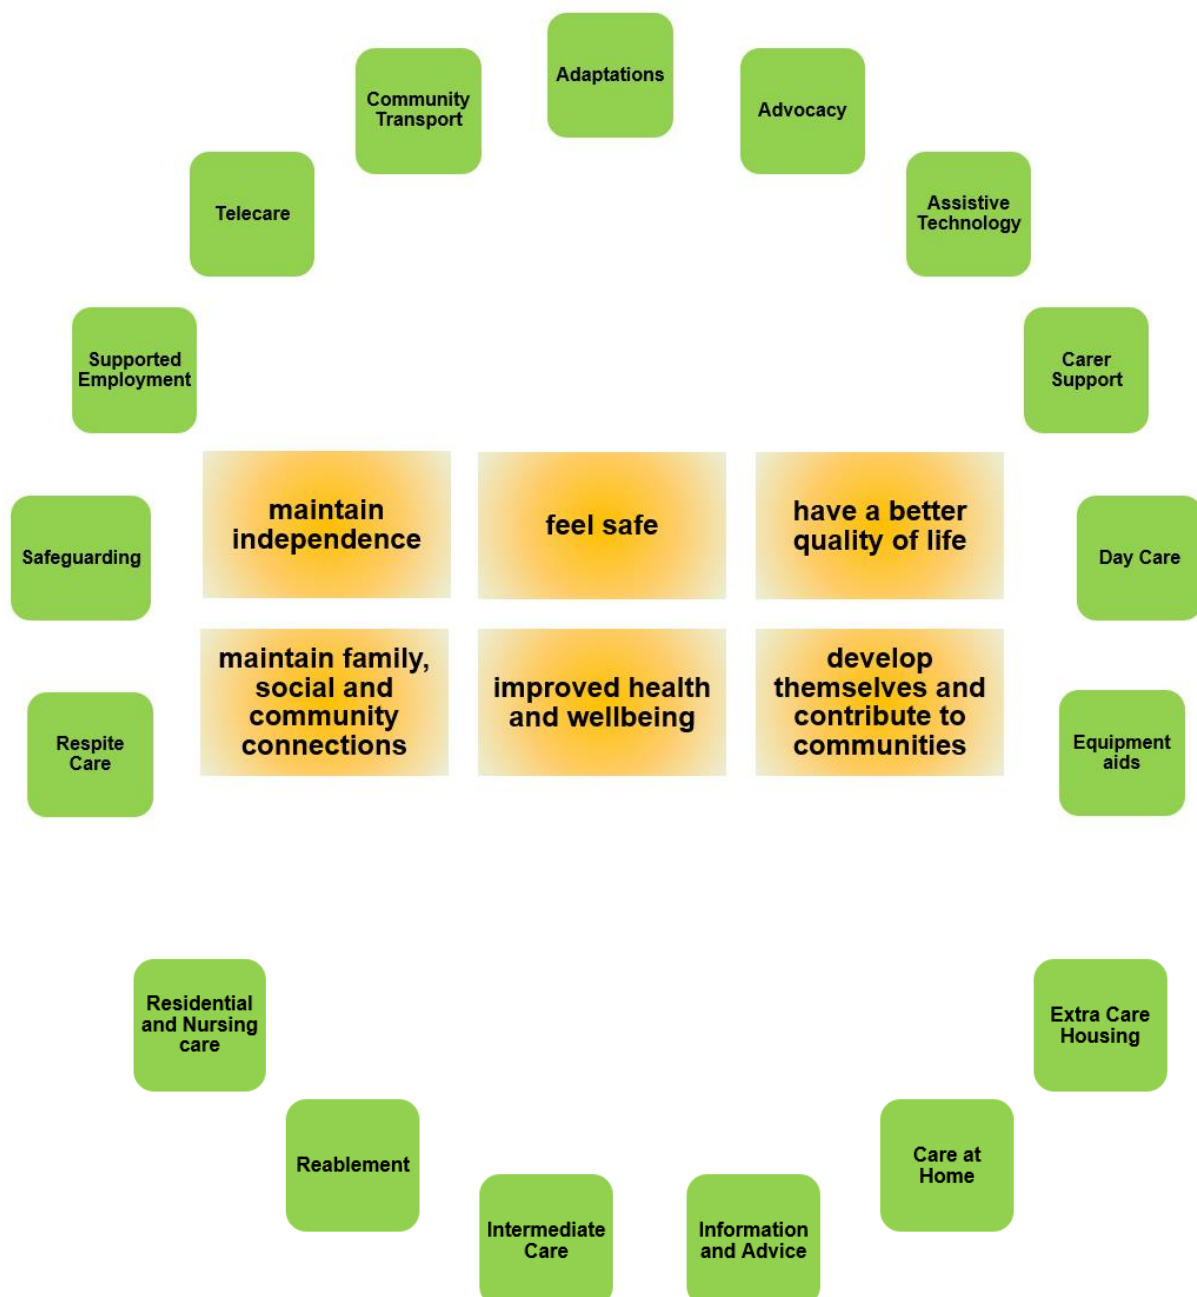 Adaptations
Community
Transport
Advocacy
Telecare
Assistive
Technology
Supported
Employment
Carer
Support
maintain
independence
feel safe
have a better
quality of life
Safeguarding
Day Care
maintain family,
social and
community
connections
improved health
and wellbeing
develop
themselves and
contribute to
communities
Respite
Care
Equipment
aids
Residential
and Nursing
care
Extra Care
Housing
Reablement
Care at
Home
Intermediate
Care
Information
and Advice